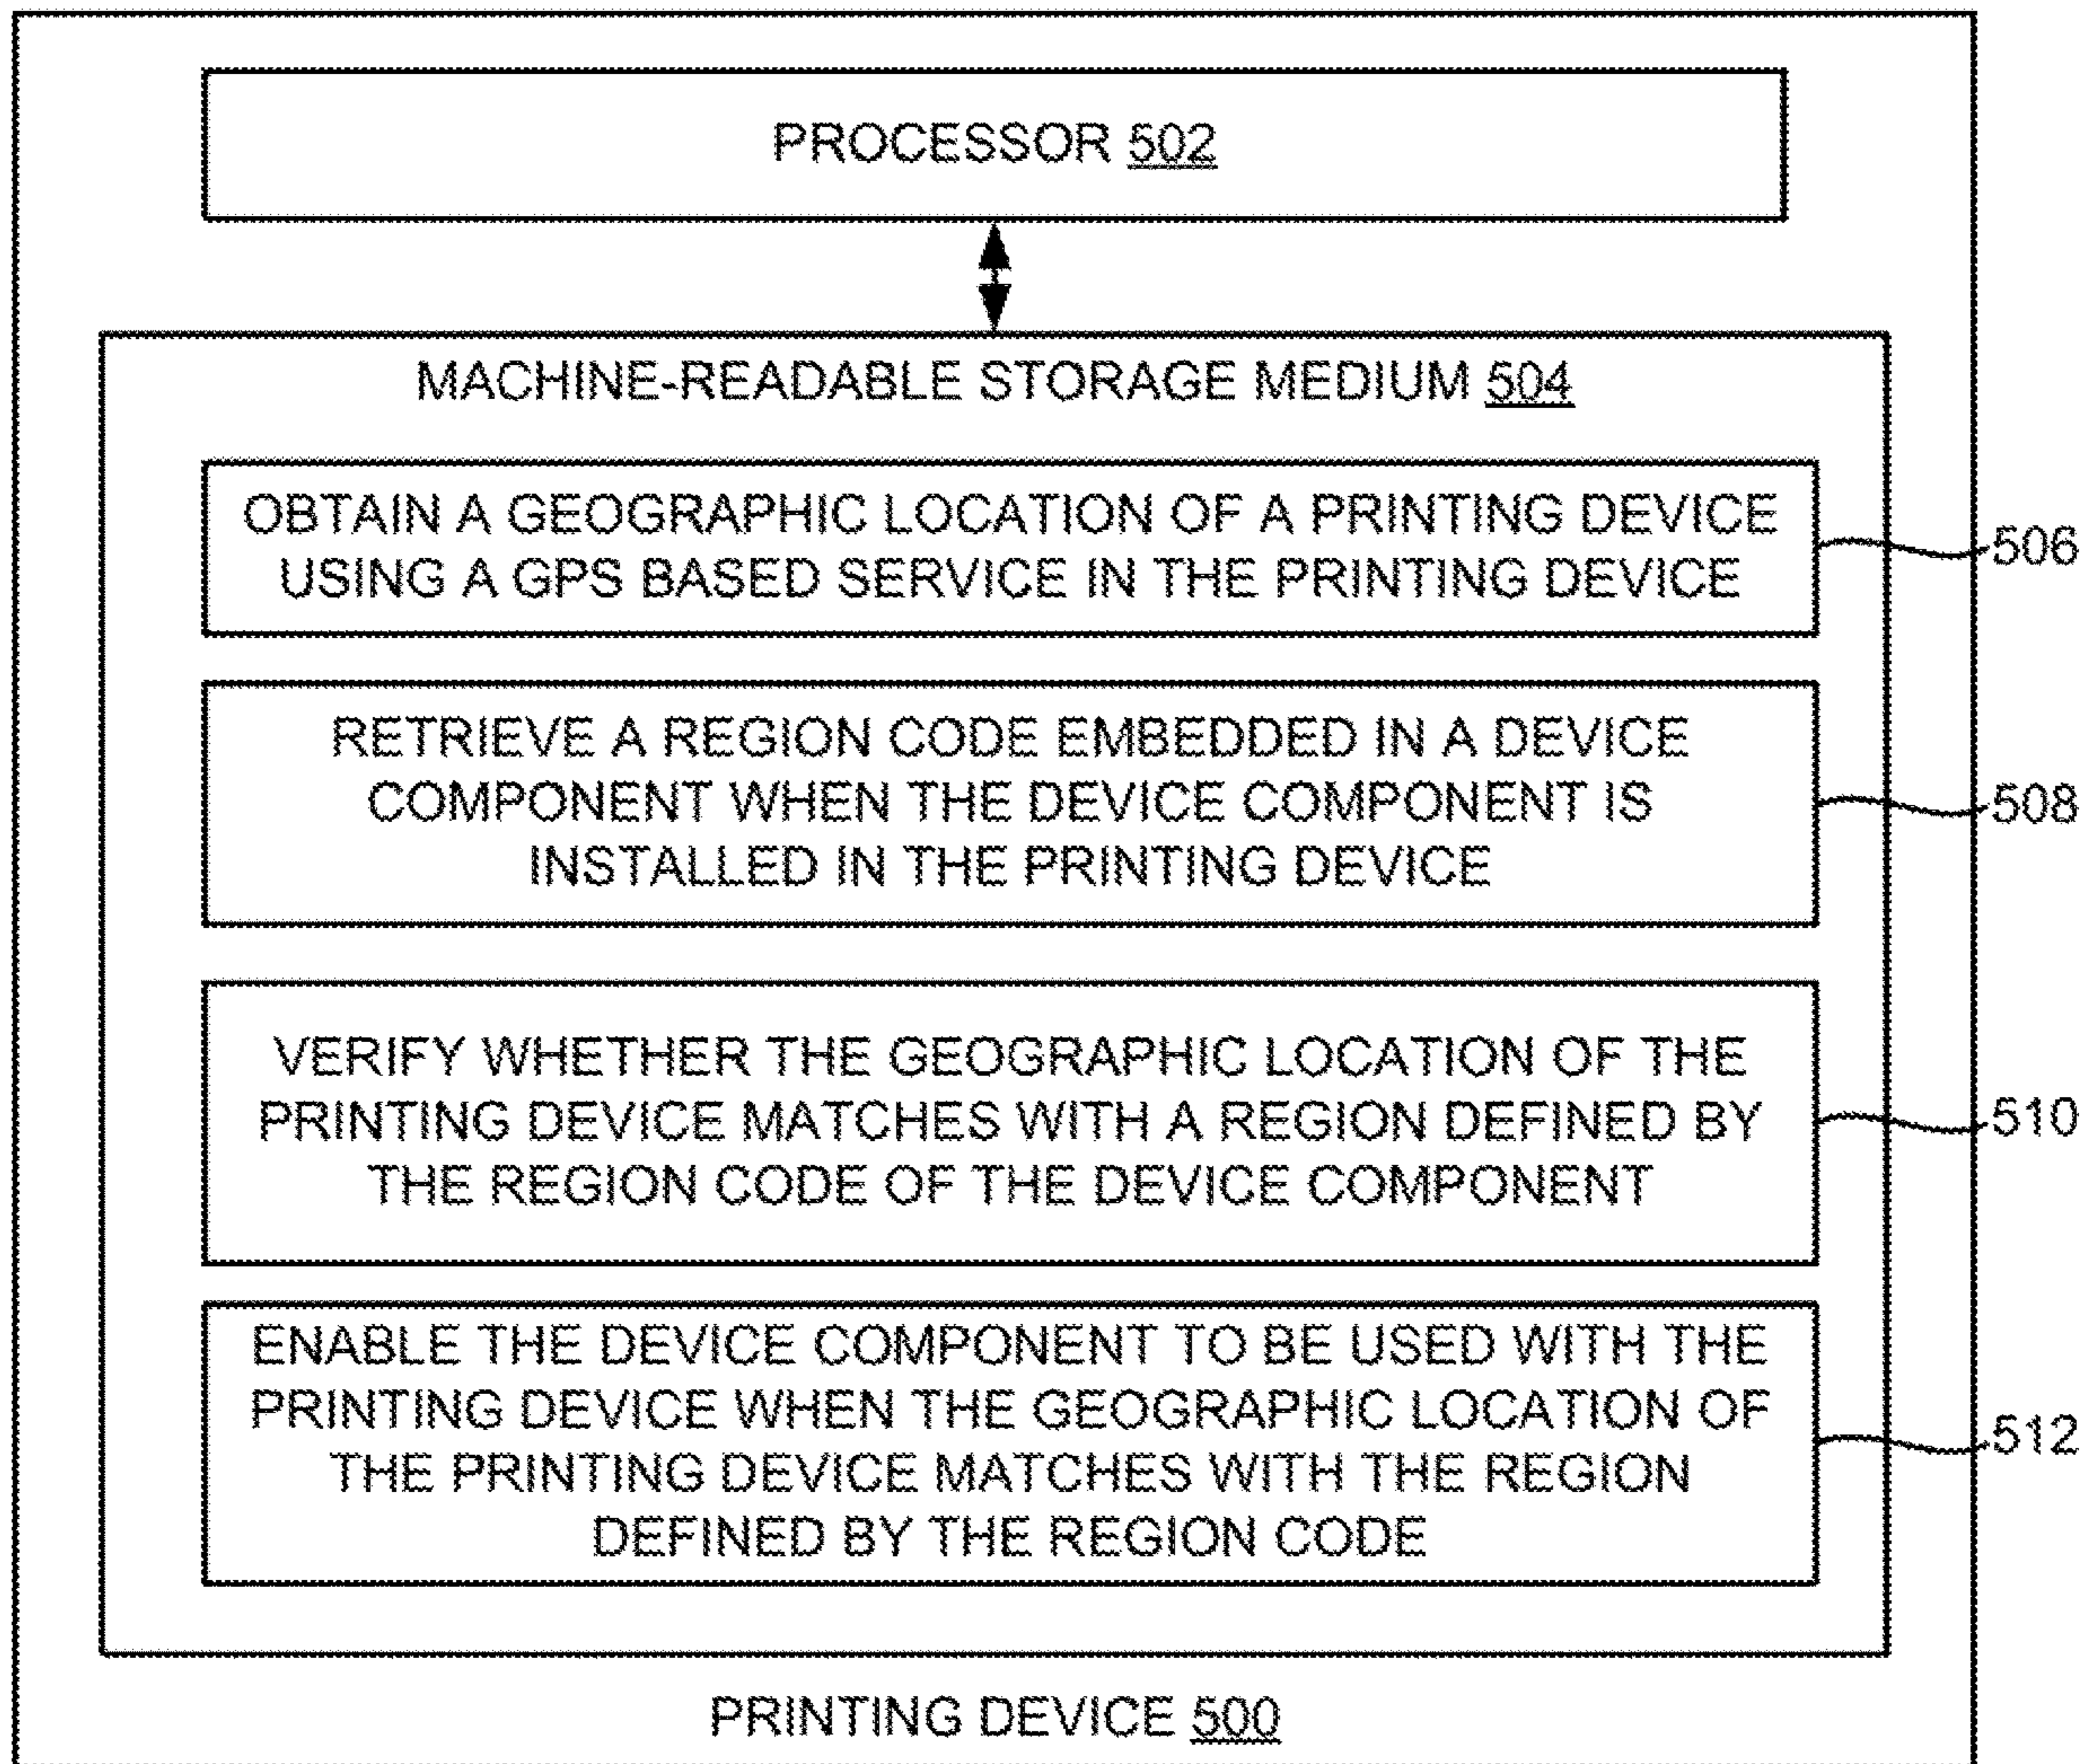 PROCESSOR 502
MACHINE-READABLE STORAGE MEDIUM 504
OBTAIN A GEOGRAPHIC LOCATION OF A PRINTING DEVICE
USING A GPS BASED SERVICE IN THE PRINTING DEVICE
506
RETRIEVE A REGION CODE EMBEDDED IN A DEVICE
COMPONENT WHEN THE DEVICE COMPONENT IS
INSTALLED IN THE PRINTING DEVICE
508
VERIFY WHETHER THE GEOGRAPHIC LOCATION OF THE
PRINTING DEVICE MATCHES WITH A REGION DEFINED BY
THE REGION CODE OF THE DEVICE COMPONENT
510
ENABLE THE DEVICE COMPONENT TO BE USED WITH THE
PRINTING DEVICE WHEN THE GEOGRAPHIC LOCATION OF
THE PRINTING DEVICE MATCHES WITH THE REGION
DEFINED BY THE REGION CODE
512
PRINTING DEVICE 500